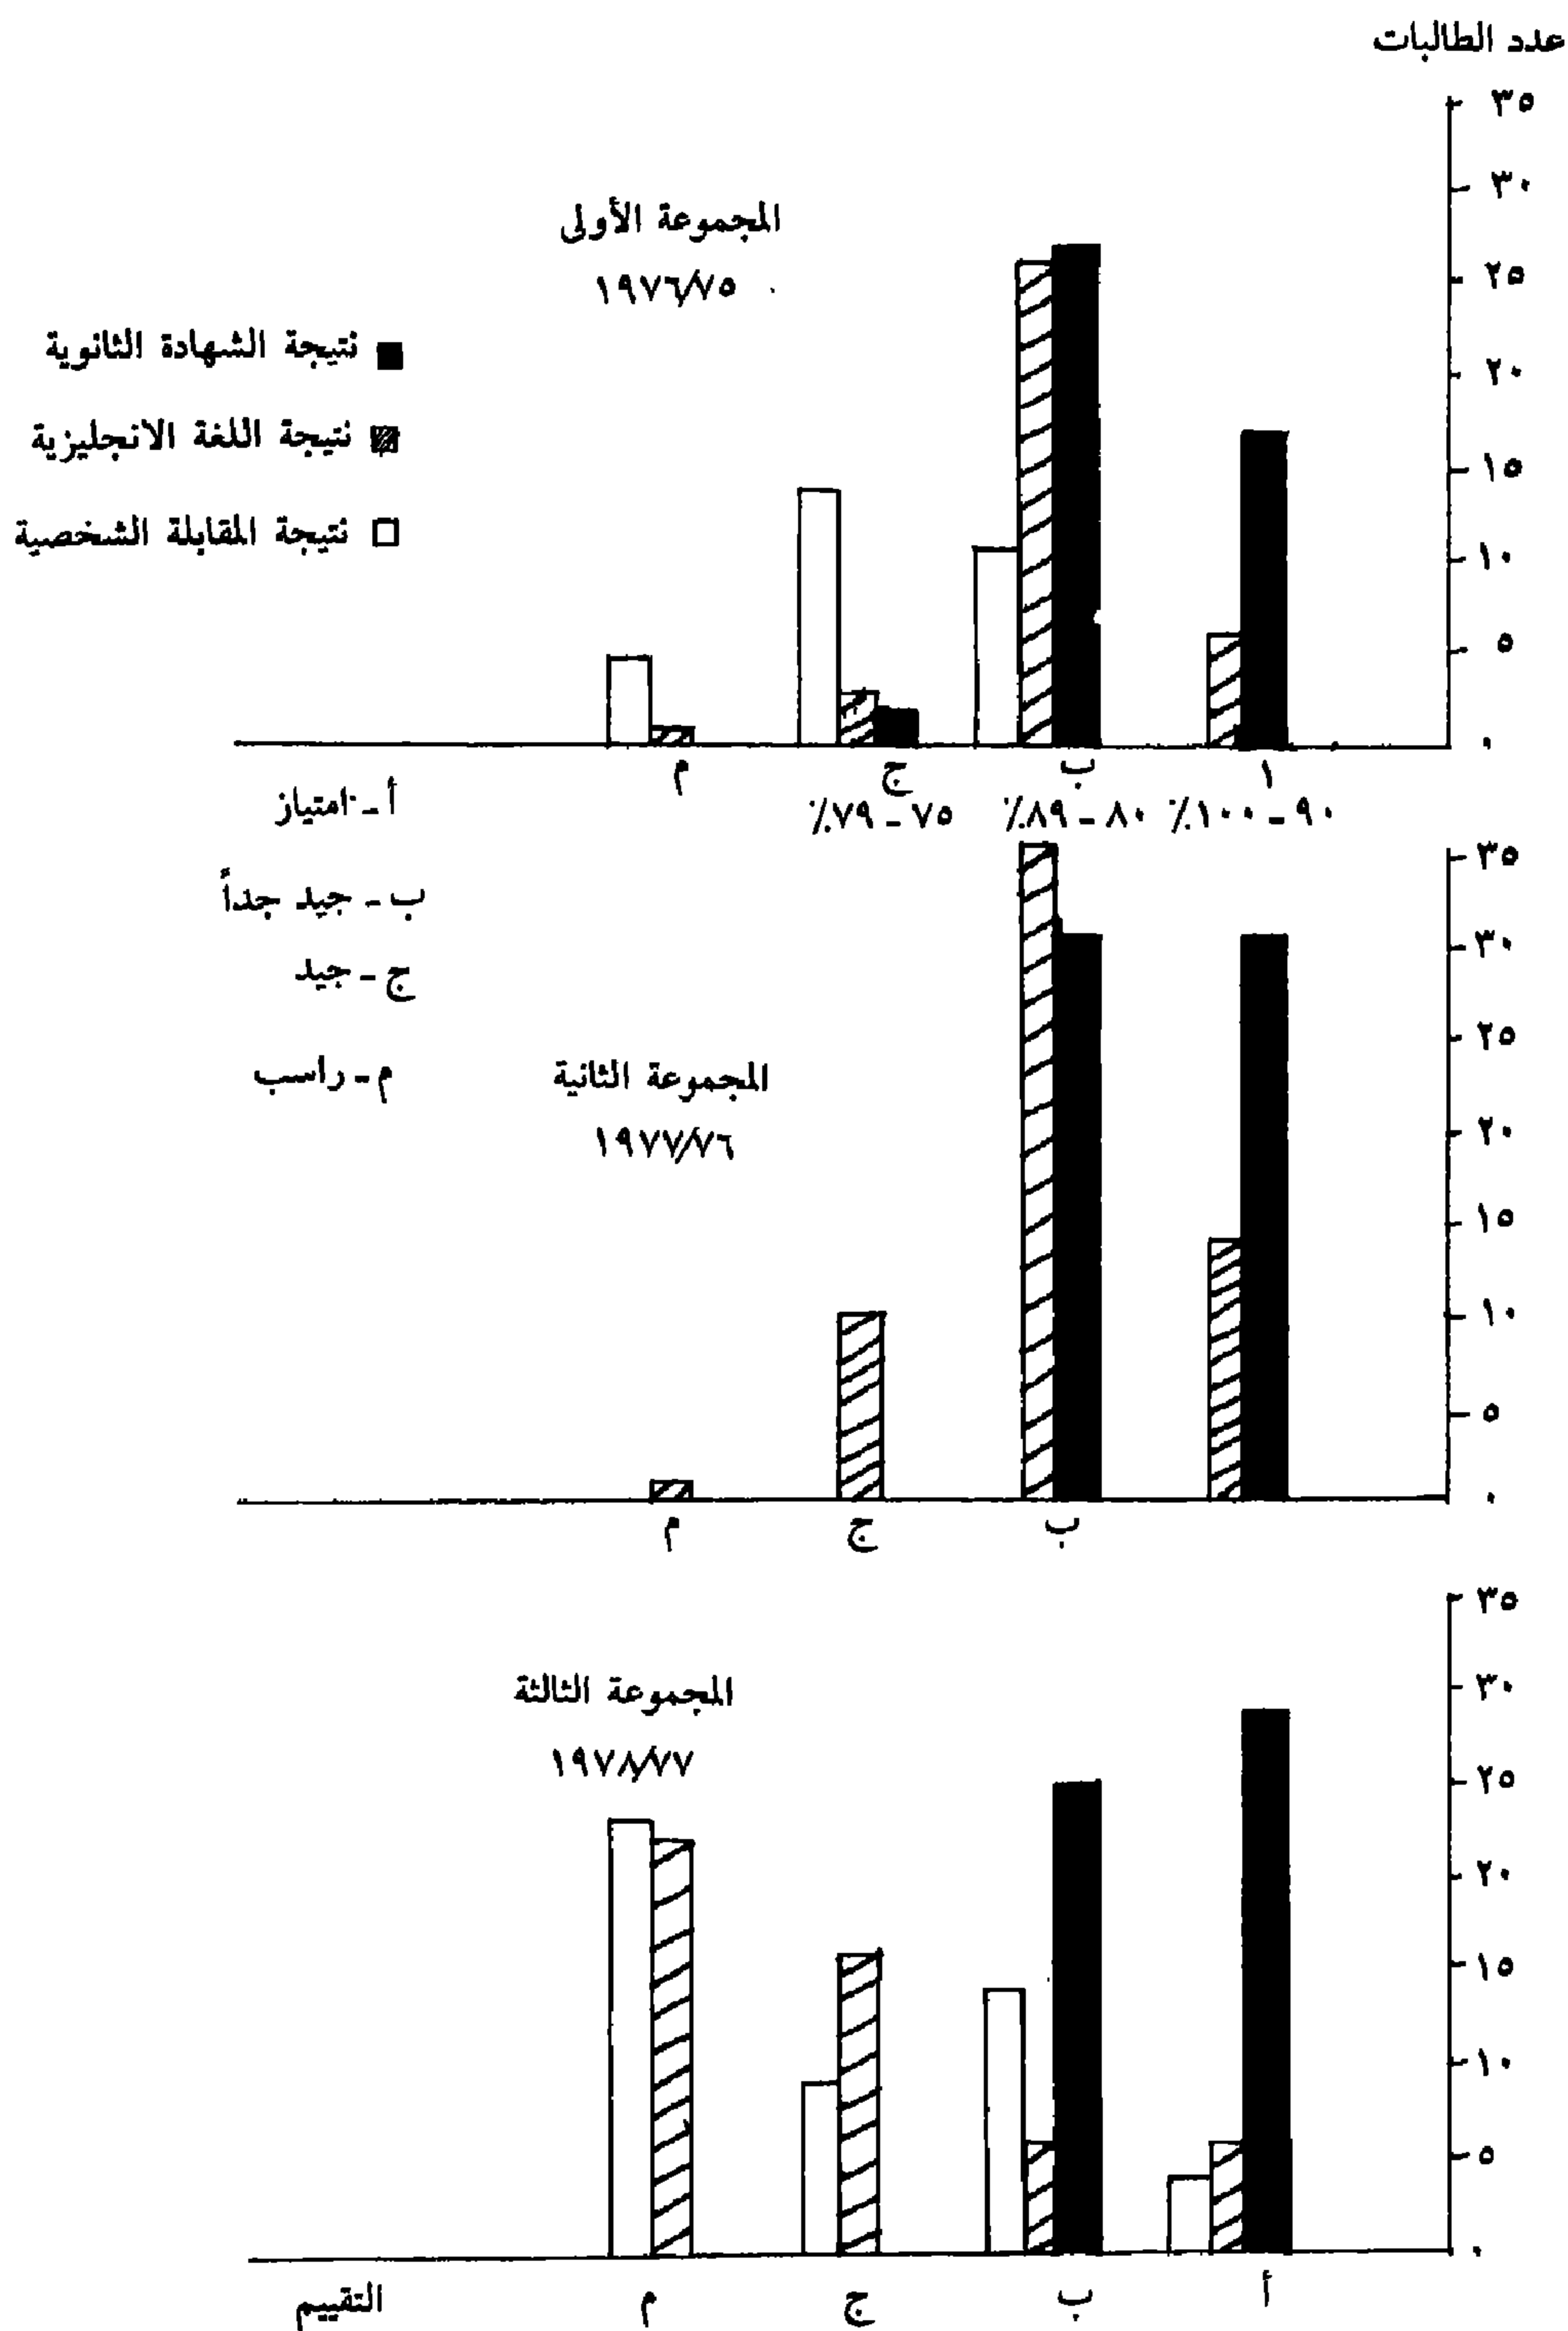 عدد الطالبات
٣٥
٣٠
٢٥
٢٠
١٥
١٠
٥
٠
المجموعة الأولى
١٩٧٦/٧٥
نتيجة الشهادة الثانوية
نتيجة اللغة الانجليزية
نتيجة المقابلة الشخصية
ا ب ج م
٩٠ - ١٠٠٪ ٨٠ - ٨٩٪ ٧٥ - ٧٩٪
أ - امتياز
ب - جيد جداً
ج - جيد
م - راسب
٣٥
٣٠
٢٥
٢٠
١٥
١٠
٥
٠
المجموعة الثانية
١٩٧٧/٧٦
ب ج م
٣٥
٣٠
٢٥
٢٠
١٥
١٠
٥
٠
المجموعة الثالثة
١٩٧٨/٧٧
أ ب ج م التقييم